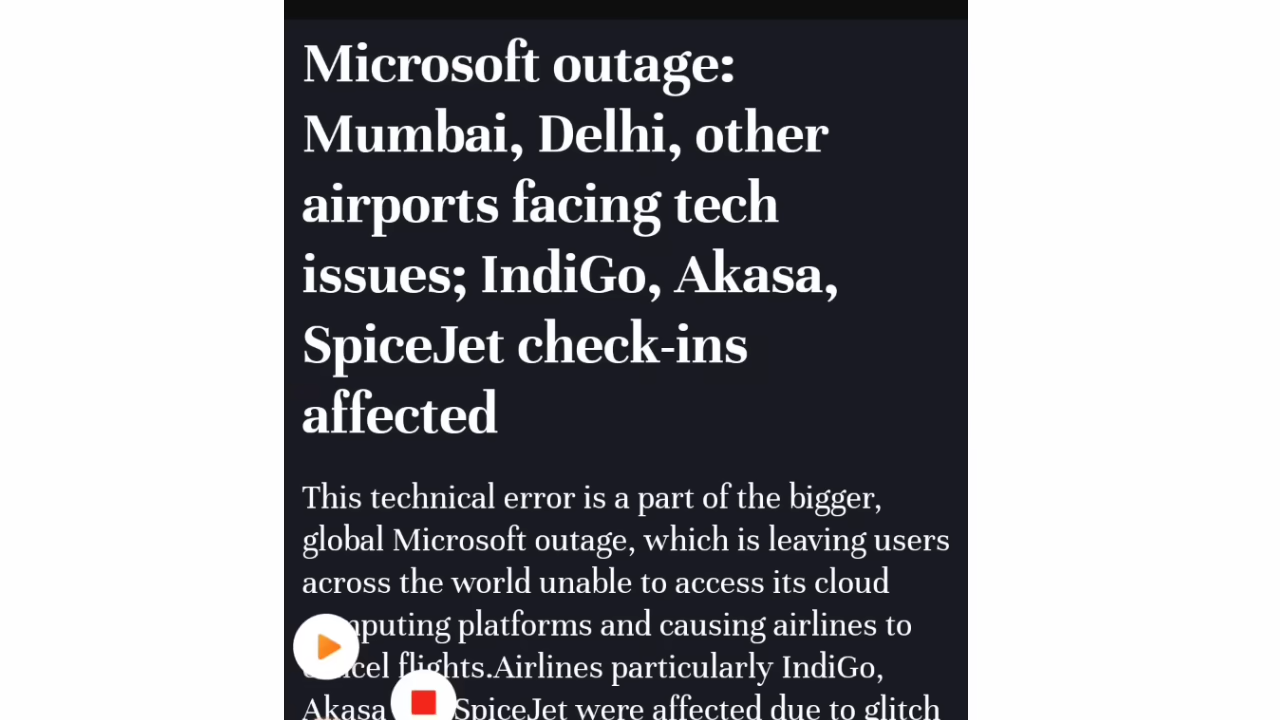 Microsoft outage:
Mumbai, Delhi, other
airports facing tech
issues; IndiGo, Akasa,
SpiceJet check-ins
affected
This technical error is a part of the bigger,
global Microsoft outage, which is leaving users
across the world unable to access its cloud
computing platforms and causing airlines to
cancel flights.Airlines particularly IndiGo,
Akasa SpiceJet were affected due to glitch